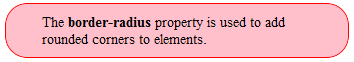 The border-radius property is used to add
rounded corners to elements.